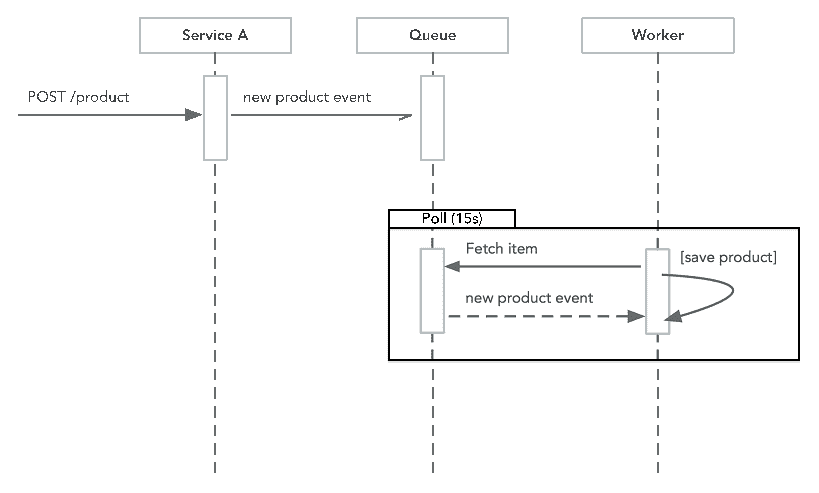 Service A
Queue
Worker
POST /product
new product event
Poll (15s)
Fetch item
[save product]
new product event